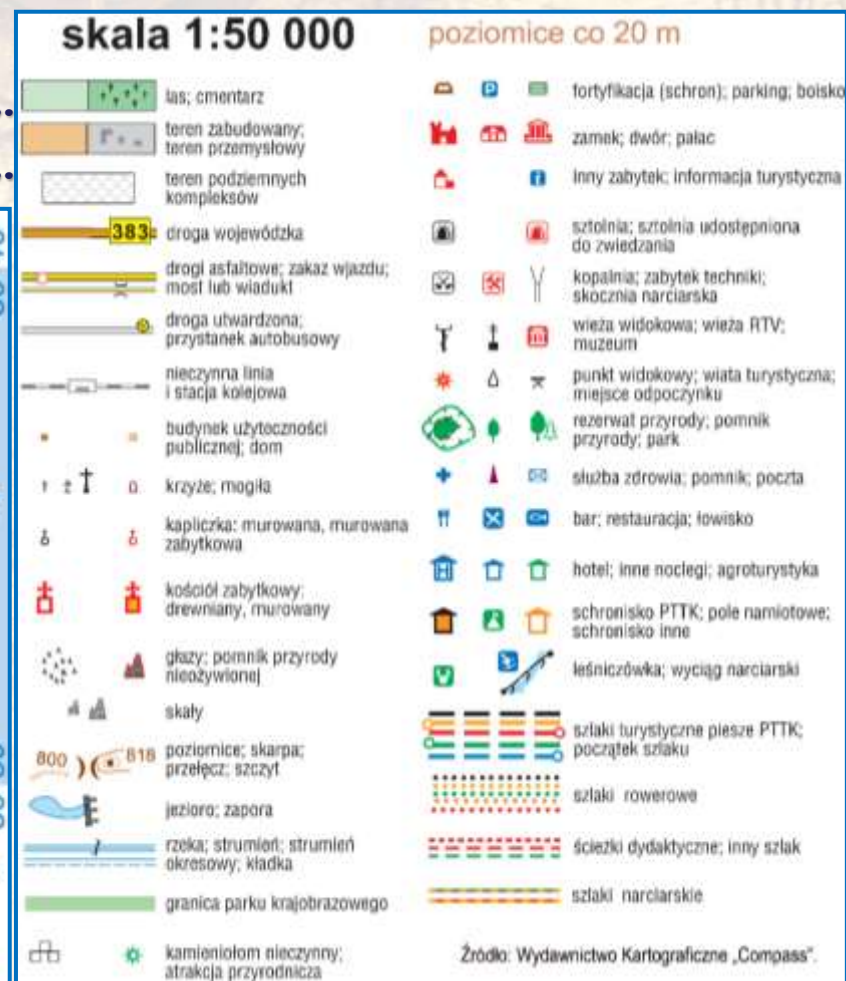 skala 1:50 000
las; cmentarz
teren zabudowany;
teren przemysłowy
teren podziemnych
kompleksów
383
droga wojewódzka
drogi asfaltowe; zakaz wjazdu;
most lub wiadukt
droga utwardzona;
przystanek autobusowy
nieczynna linia
i stacja kolejowa
budynek użyteczności
publicznej; dom
krzyże; mogiła
kapliczka: murowana, murowana
zabytkowa
kościół zabytkowy:
drewniany, murowany
głazy; pomnik przyrody
nieożywionej
skały
800 818
poziomice; skarpa;
przełęcz; szczyt
jezioro; zapora
rzeka; strumień; strumień
okresowy; kładka
granica parku krajobrazowego
kamieniołom nieczynny;
atrakcja przyrodnicza
poziomice co 20 m
P
fortyfikacja (schron); parking; boisko
zamek; dwór; pałac
i
inny zabytek; informacja turystyczna
sztolnia; sztolnia udostępniona
do zwiedzania
kopalnia; zabytek techniki;
skocznia narciarska
wieża widokowa; wieża RTV;
muzeum
punkt widokowy; wiata turystyczna;
miejsce odpoczynku
rezerwat przyrody; pomnik
przyrody; park
służba zdrowia; pomnik; poczta
bar; restauracja; łowisko
H
hotel; inne noclegi; agroturystyka
schronisko PTTK; pole namiotowe;
schronisko inne
leśniczówka; wyciąg narciarski
szlaki turystyczne piesze PTTK;
początek szlaku
szlaki rowerowe
ścieżki dydaktyczne; inny szlak
szlaki narciarskie
Źródło: Wydawnictwo Kartograficzne „Compass”.